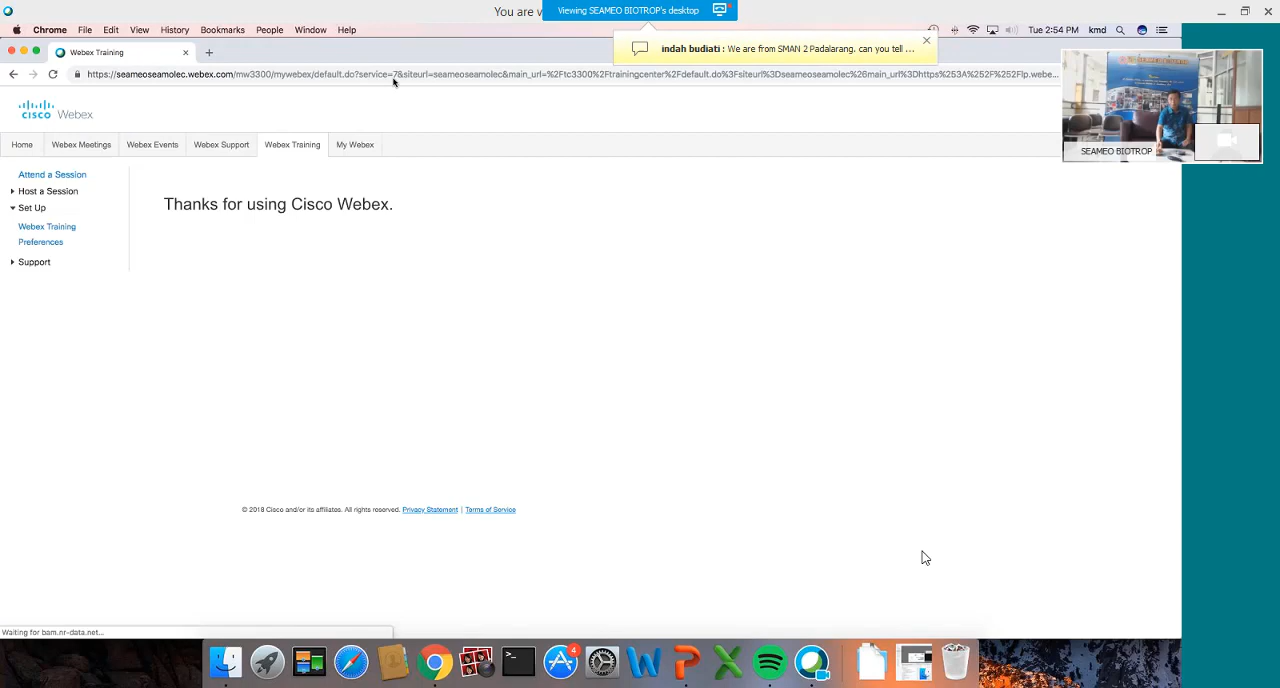 You are v
Viewing SEAMEO BIOTROP's desktop
Chrome File Edit View History Bookmarks People Window Help
Tue 2:54 PM kmd
Webex Training
indah budiati : We are from SMAN 2 Padalarang. can you tell ...
https://seameoseamolec.webex.com/mw3300/mywebex/default.do?service=7&siteurl=seameoseamolec&main_url=%2Ftc3300%2Ftrainingcenter%2Fdefault.do%3Fsiteurl%3Dseameoseamolec%26main_url%3Dhttps%253A%252F%252Flp.webe...
cisco Webex
Home Webex Meetings Webex Events Webex Support Webex Training My Webex
SEAMEO BIOTROP
Attend a Session
Host a Session
Set Up
Webex Training
Preferences
Support
Thanks for using Cisco Webex.
© 2018 Cisco and/or its affiliates. All rights reserved. Privacy Statement | Terms of Service
Waiting for bam.nr-data.net...
4